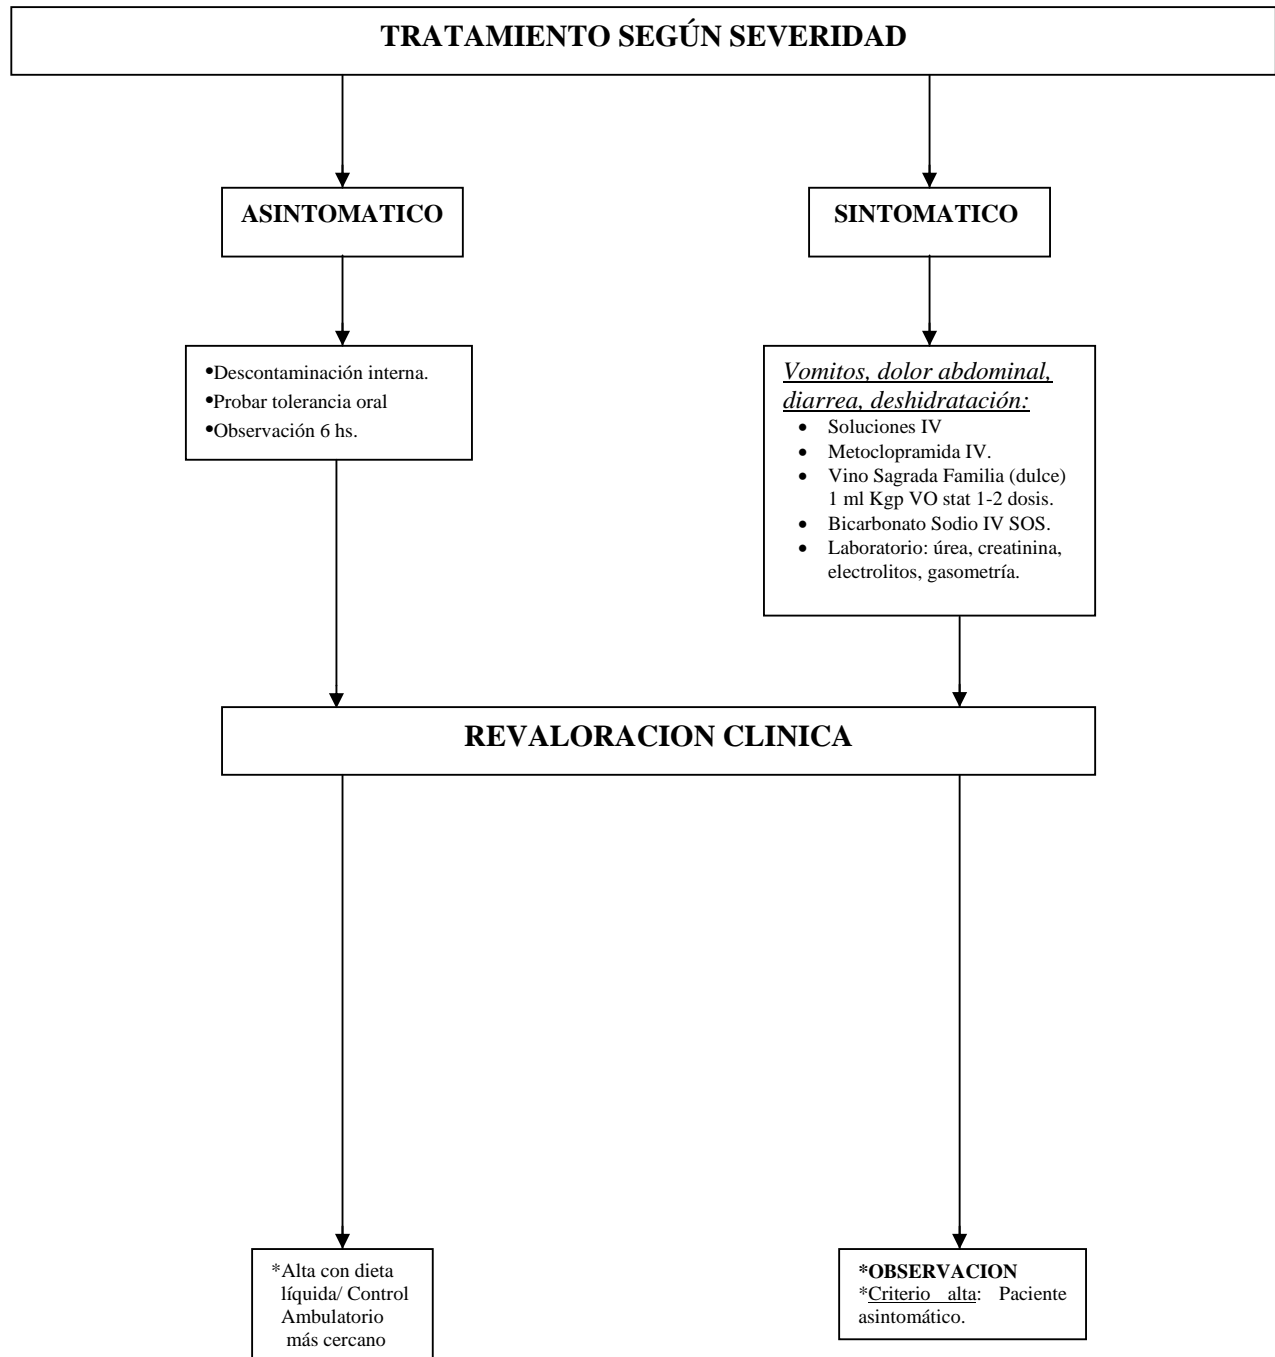 TRATAMIENTO SEGÚN SEVERIDAD
ASINTOMATICO
SINTOMATICO
•Descontaminación interna.
•Probar tolerancia oral
•Observación 6 hs.
Vomitos, dolor abdominal,
diarrea, deshidratación:
• Soluciones IV
• Metoclopramida IV.
• Vino Sagrada Familia (dulce)
1 ml Kgp VO stat 1-2 dosis.
• Bicarbonato Sodio IV SOS.
• Laboratorio: úrea, creatinina,
electrolitos, gasometría.
REVALORACION CLINICA
*Alta con dieta
líquida/ Control
Ambulatorio
más cercano
*OBSERVACION
*Criterio alta: Paciente
asintomático.